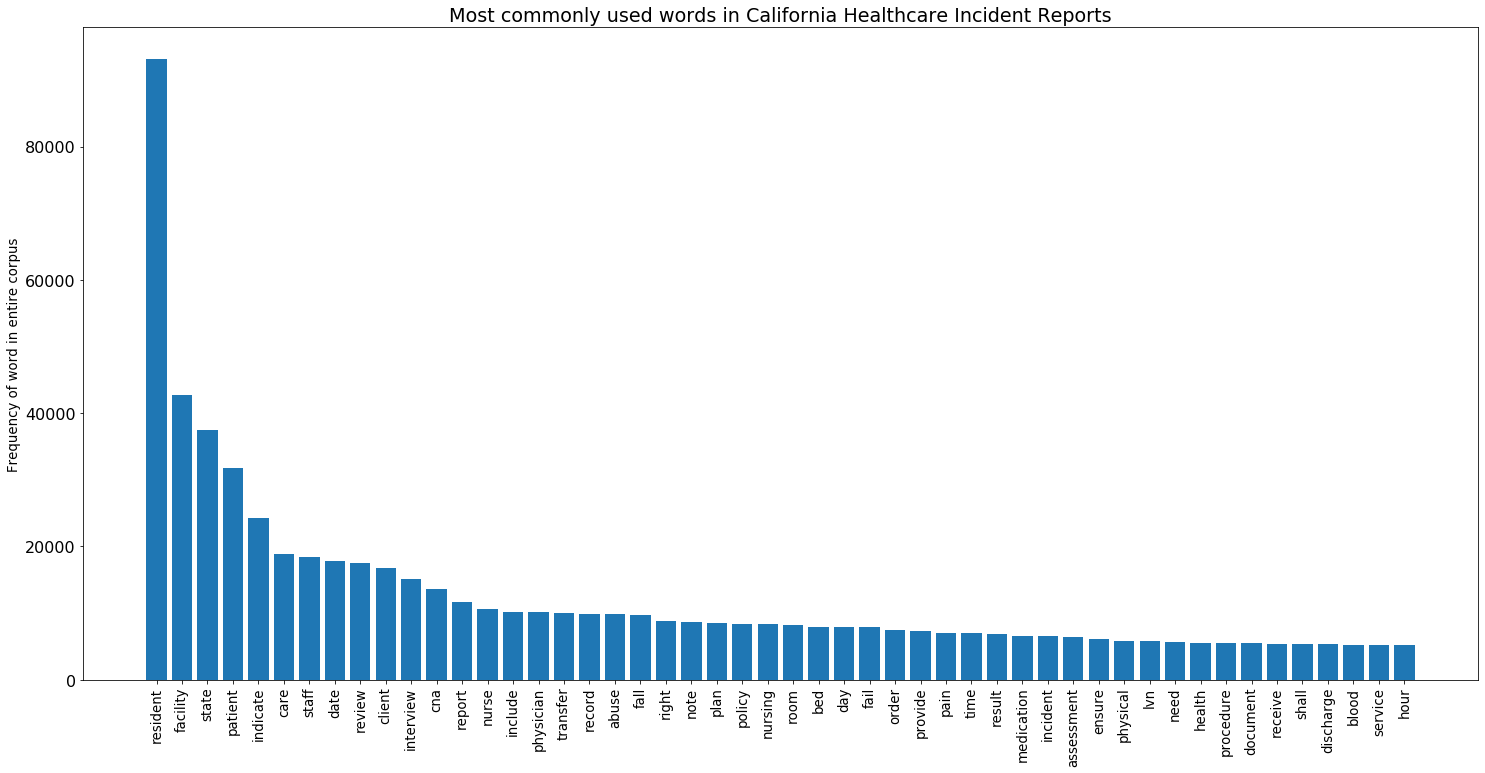 Most commonly used words in California Healthcare Incident Reports
Frequency of word in entire corpus
80000
60000
40000
20000
0
resident
facility
state
patient
indicate
care
staff
date
review
client
interview
cna
report
nurse
include
physician
transfer
record
abuse
fall
right
note
plan
policy
nursing
room
bed
day
fail
order
provide
pain
time
result
medication
incident
assessment
ensure
physical
lvn
need
health
procedure
document
receive
shall
discharge
blood
service
hour